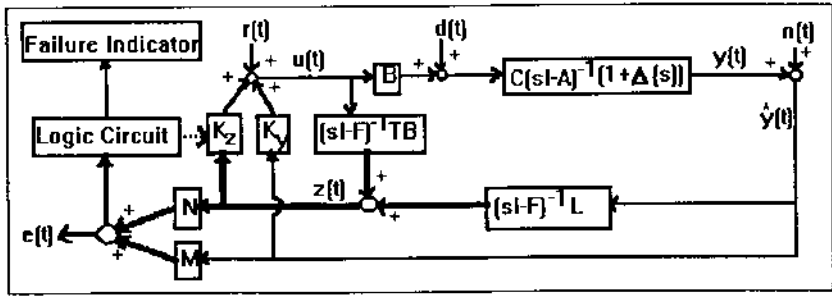 Failure Indicator
r(t)
d(t)
n(t)
u(t)
B
C(sI-A)⁻¹(1+Δ(s))
y(t)
ŷ(t)
Logic Circuit
K_z
K_y
(sI-F)⁻¹TB
z(t)
(sI-F)⁻¹L
N
M
e(t)
+
+
+
+
+
+
+
+
+
+
+